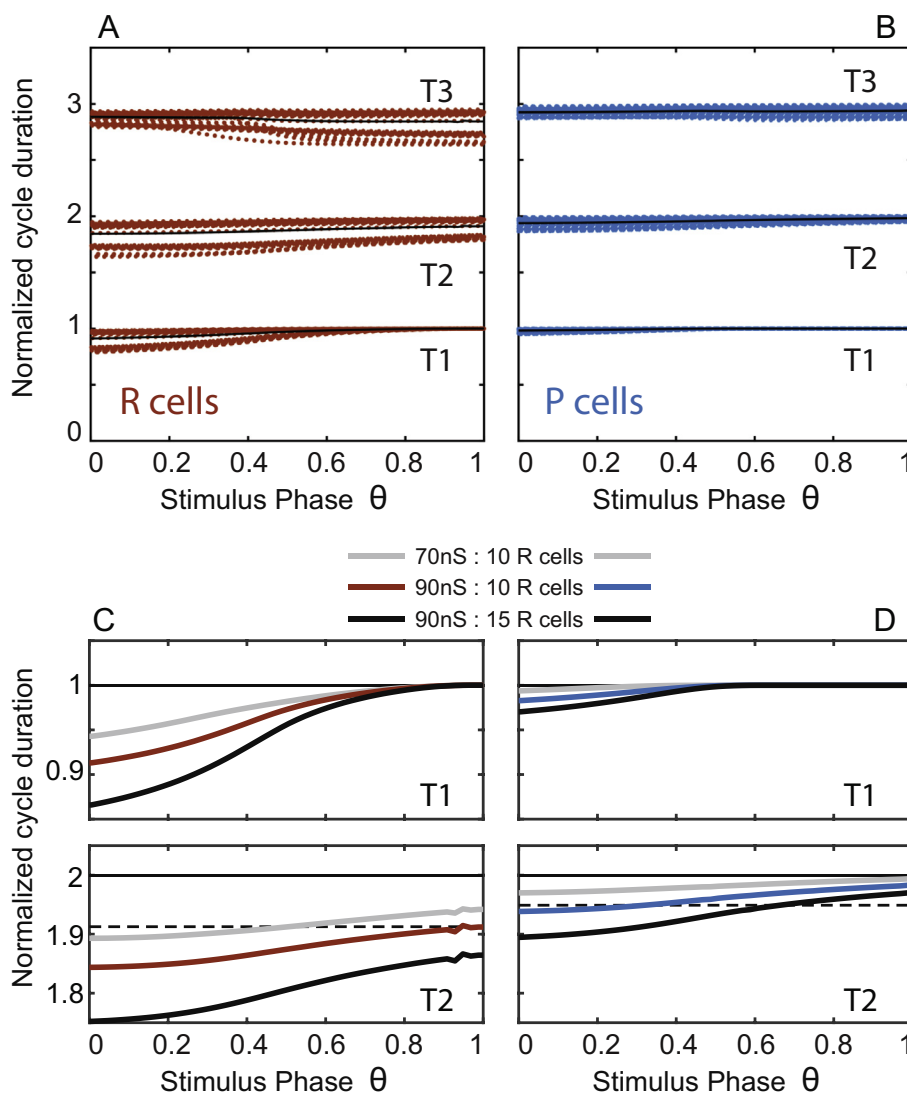 A
B
Normalized cycle duration
3
2
1
0
T3
T2
T1
R cells
T3
T2
T1
P cells
0 0.2 0.4 0.6 0.8 1
0 0.2 0.4 0.6 0.8 1
Stimulus Phase θ
Stimulus Phase θ
70nS : 10 R cells
90nS : 10 R cells
90nS : 15 R cells
C
D
Normalized cycle duration
1
0.9
T1
T1
2
1.9
1.8
T2
T2
0 0.2 0.4 0.6 0.8 1
0 0.2 0.4 0.6 0.8 1
Stimulus Phase θ
Stimulus Phase θ